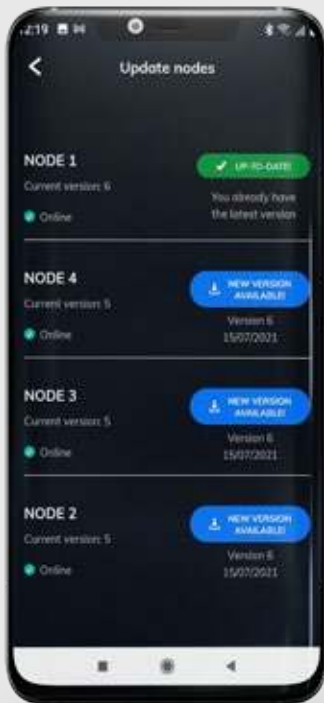 2:19
Update nodes
NODE 1
UP-TO-DATE!
Current version: 6
You already have
the latest version
Online
NODE 4
NEW VERSION
AVAILABLE!
Current version: 5
Version 6
Online
15/07/2021
NODE 3
NEW VERSION
AVAILABLE!
Current version: 5
Version 6
Online
15/07/2021
NODE 2
NEW VERSION
AVAILABLE!
Current version: 5
Version 6
Online
15/07/2021